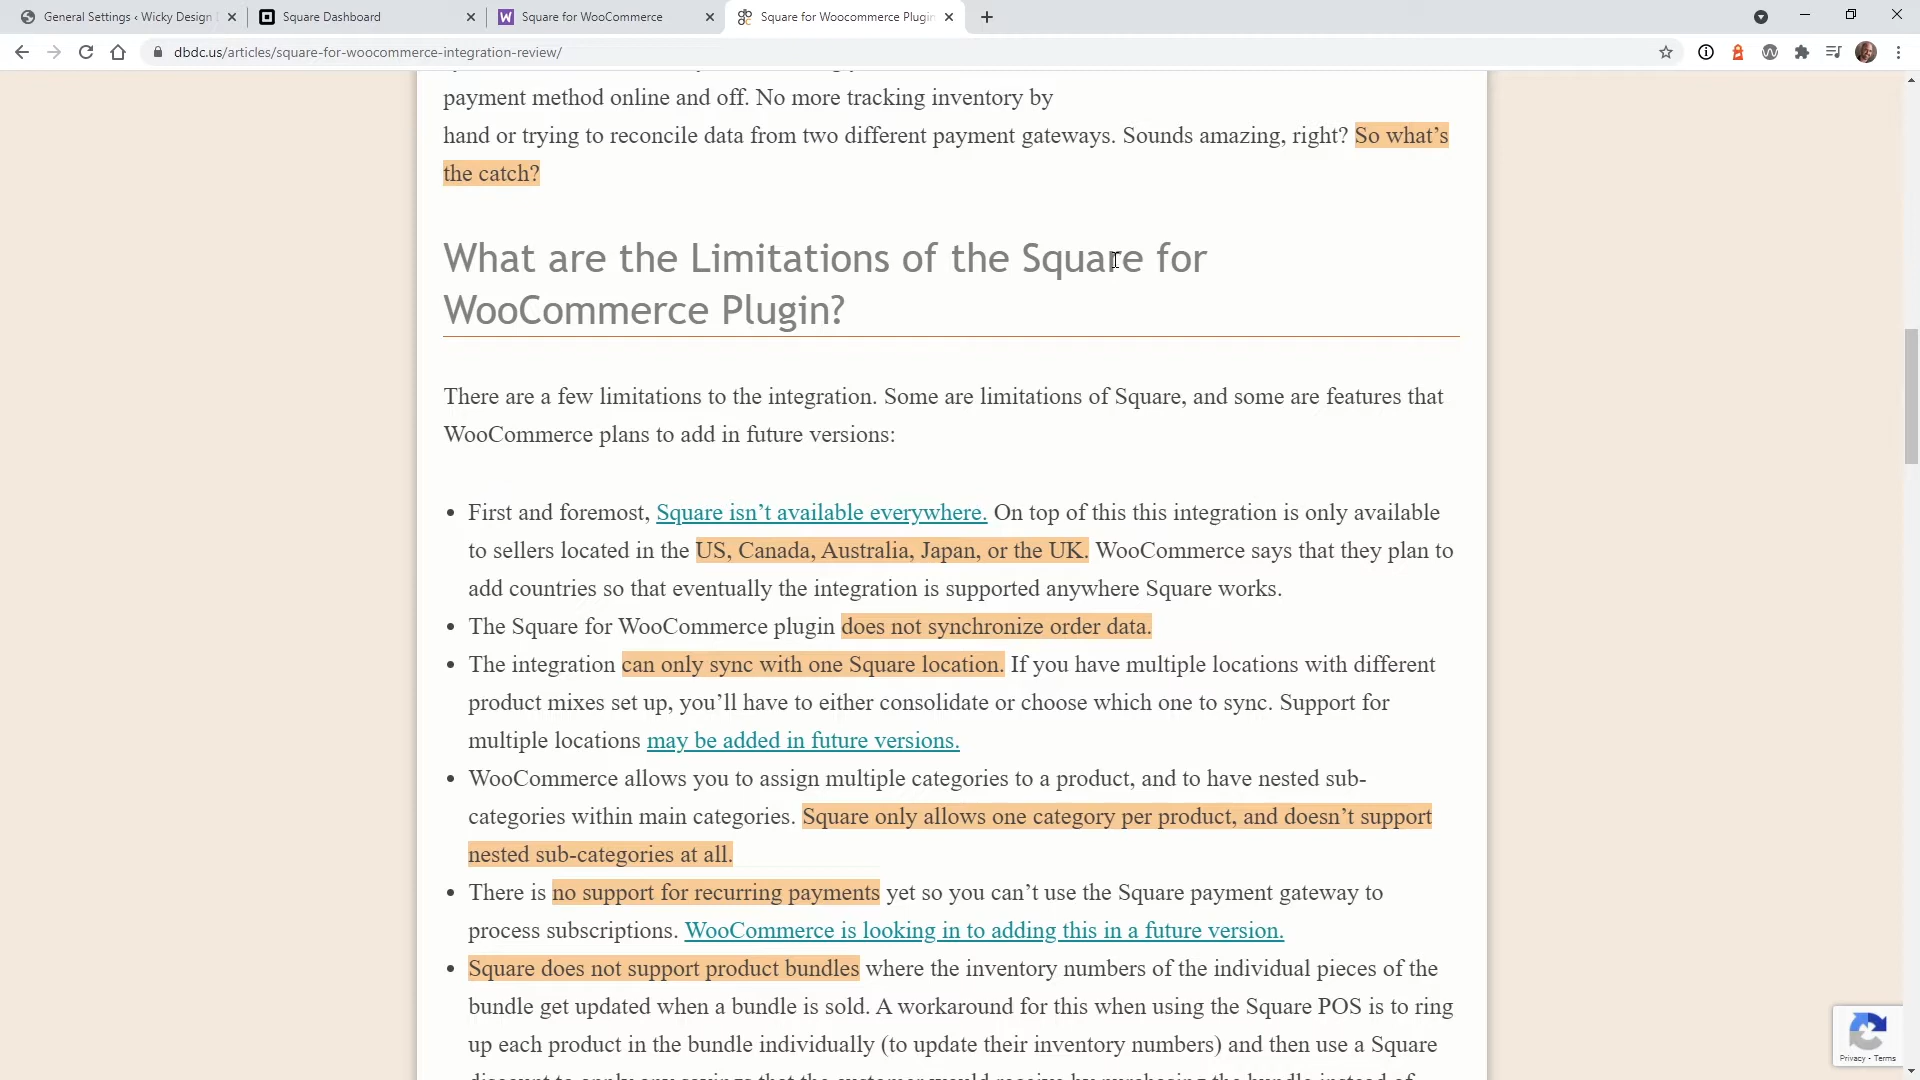 General Settings ‹ Wicky Design
Square Dashboard
Square for WooCommerce
Square for Woocommerce Plugin
dbdc.us/articles/square-for-woocommerce-integration-review/
payment method online and off. No more tracking inventory by
hand or trying to reconcile data from two different payment gateways. Sounds amazing, right? So what’s
the catch?
What are the Limitations of the Square for
WooCommerce Plugin?
There are a few limitations to the integration. Some are limitations of Square, and some are features that
WooCommerce plans to add in future versions:
• First and foremost, Square isn’t available everywhere. On top of this this integration is only available
to sellers located in the US, Canada, Australia, Japan, or the UK. WooCommerce says that they plan to
add countries so that eventually the integration is supported anywhere Square works.
• The Square for WooCommerce plugin does not synchronize order data.
• The integration can only sync with one Square location. If you have multiple locations with different
product mixes set up, you’ll have to either consolidate or choose which one to sync. Support for
multiple locations may be added in future versions.
• WooCommerce allows you to assign multiple categories to a product, and to have nested sub-
categories within main categories. Square only allows one category per product, and doesn’t support
nested sub-categories at all.
• There is no support for recurring payments yet so you can’t use the Square payment gateway to
process subscriptions. WooCommerce is looking in to adding this in a future version.
• Square does not support product bundles where the inventory numbers of the individual pieces of the
bundle get updated when a bundle is sold. A workaround for this when using the Square POS is to ring
up each product in the bundle individually (to update their inventory numbers) and then use a Square
Privacy - Terms